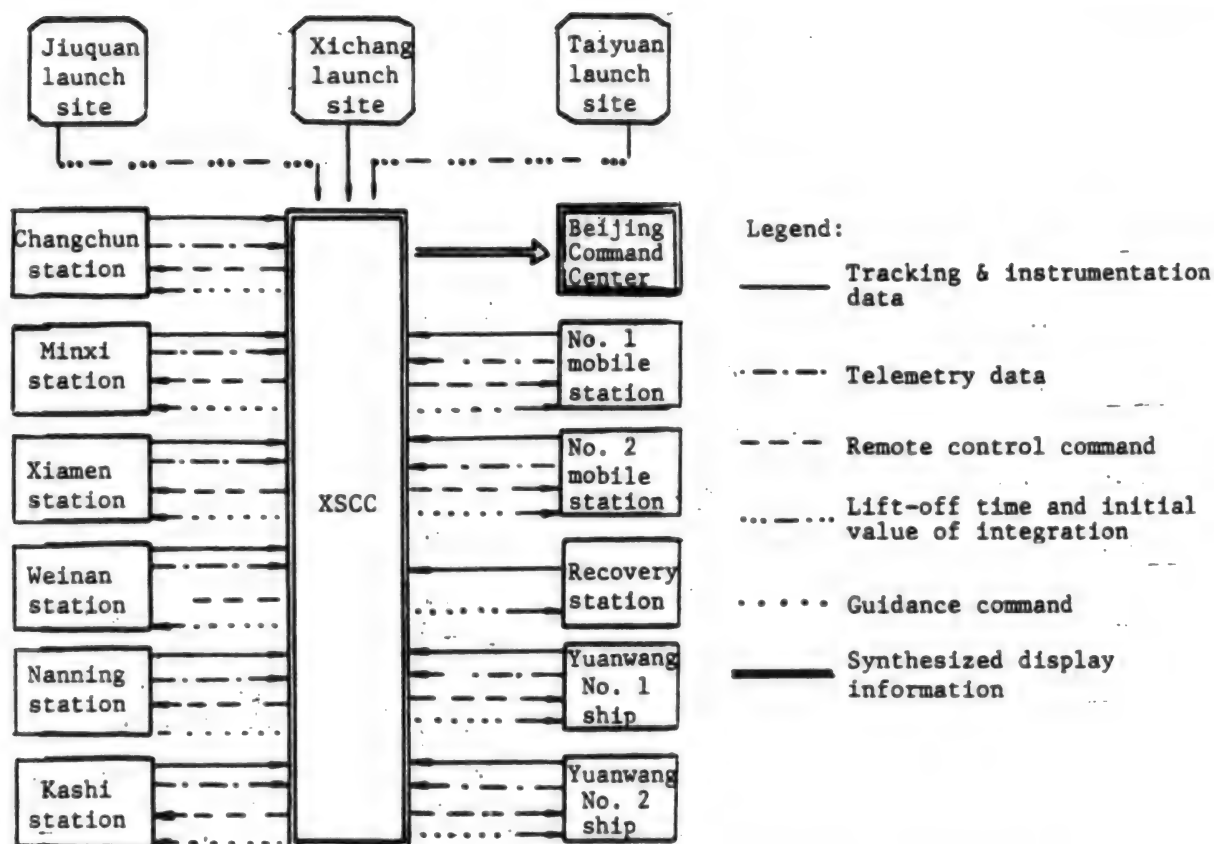 Jiuquan
launch
site
Xichang
launch
site
Taiyuan
launch
site
Changchun
station
Minxi
station
Xiamen
station
Weinan
station
Nanning
station
Kashi
station
XSCC
Beijing
Command
Center
No. 1
mobile
station
No. 2
mobile
station
Recovery
station
Yuanwang
No. 1
ship
Yuanwang
No. 2
ship
Legend:
Tracking & instrumentation
data
Telemetry data
Remote control command
Lift-off time and initial
value of integration
Guidance command
Synthesized display
information